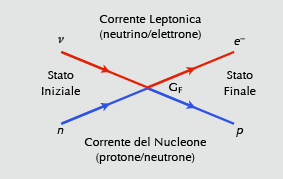 Corrente Leptonica
(neutrino/elettrone)
ν e⁻
Stato
Iniziale
Stato
Finale
G_F
n p
Corrente del Nucleone
(protone/neutrone)